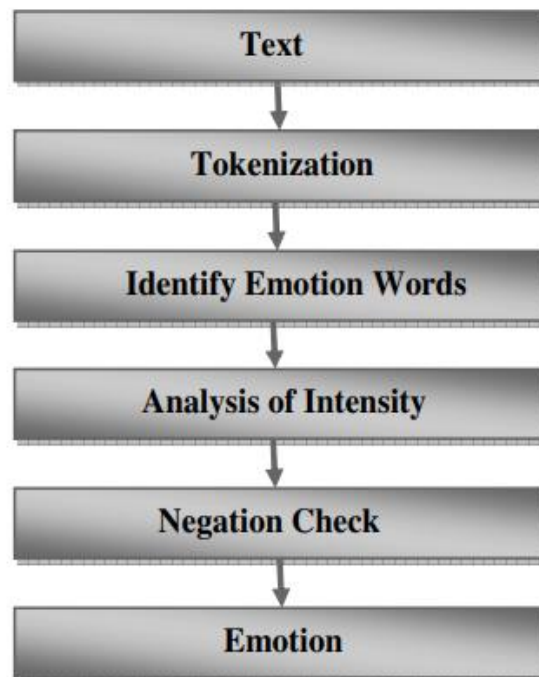 Text
Tokenization
Identify Emotion Words
Analysis of Intensity
Negation Check
Emotion